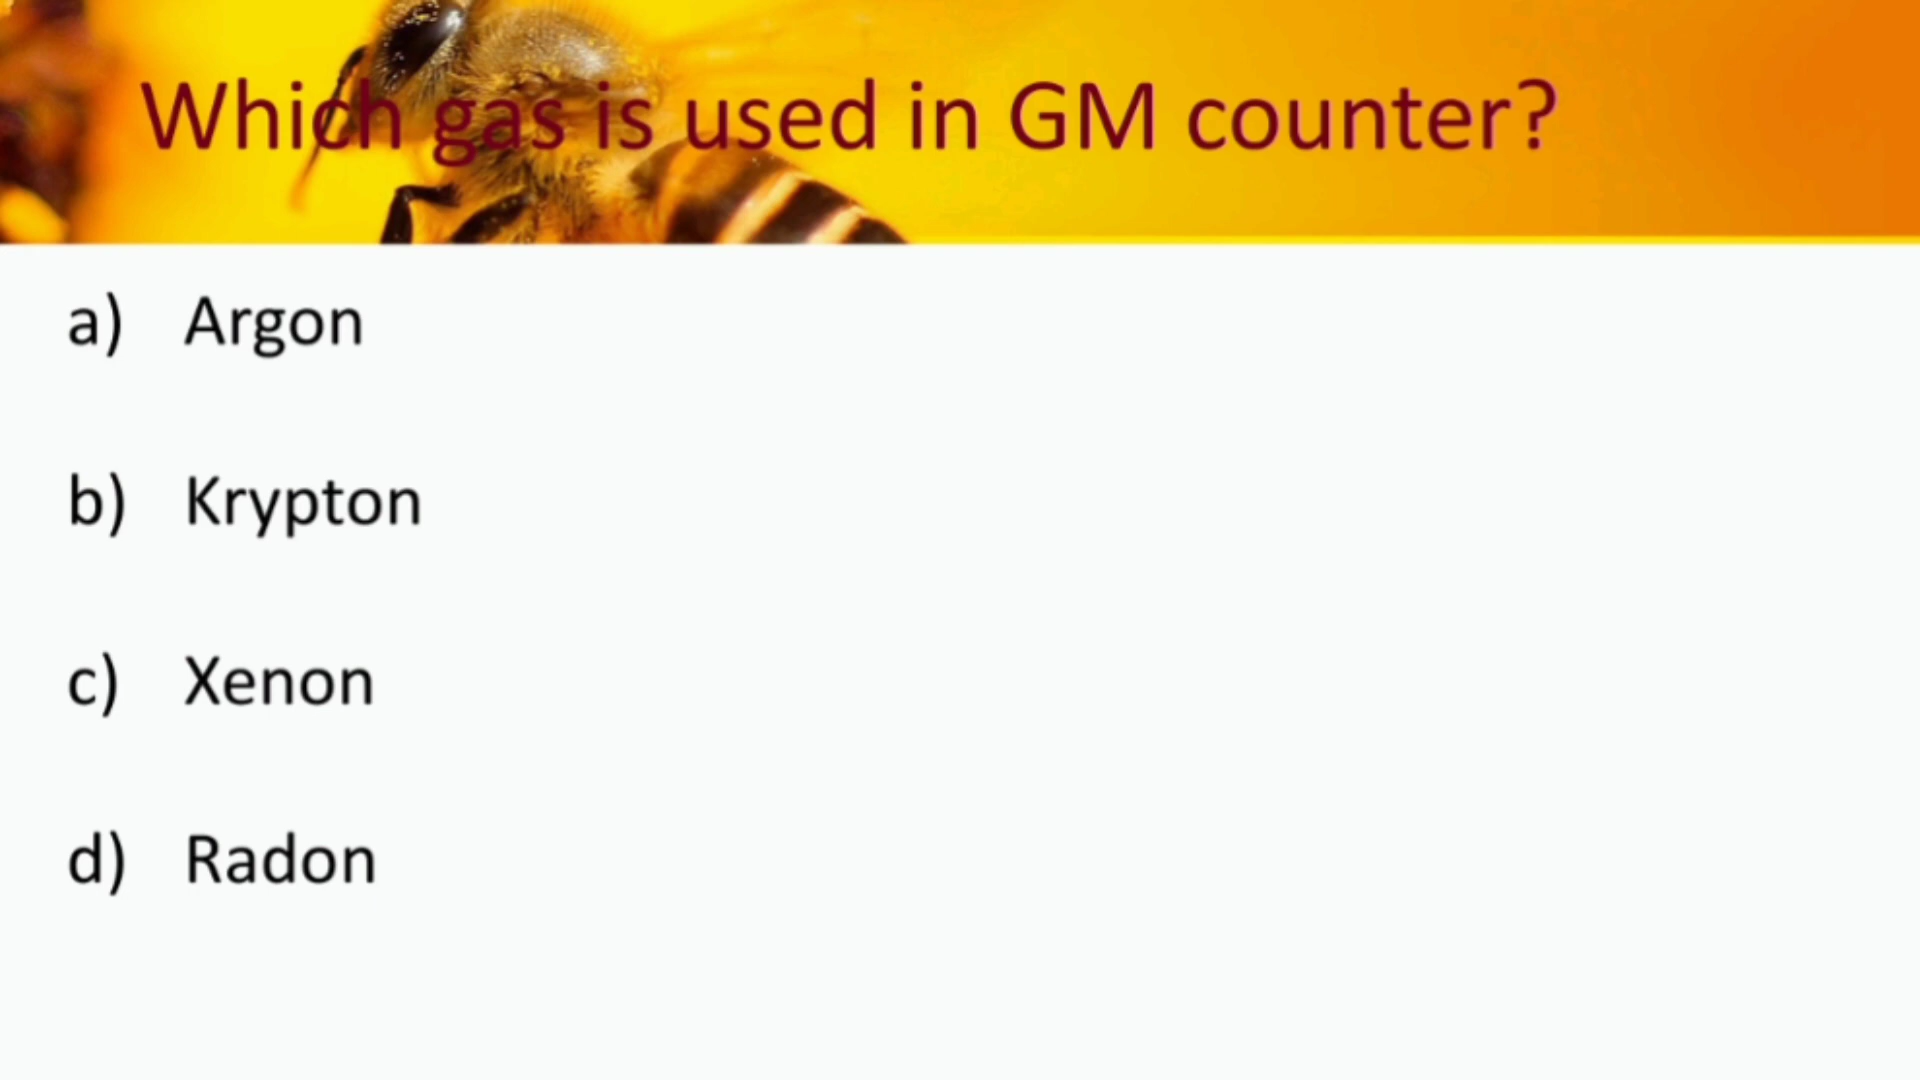 Which gas is used in GM counter?
a) Argon
b) Krypton
c) Xenon
d) Radon